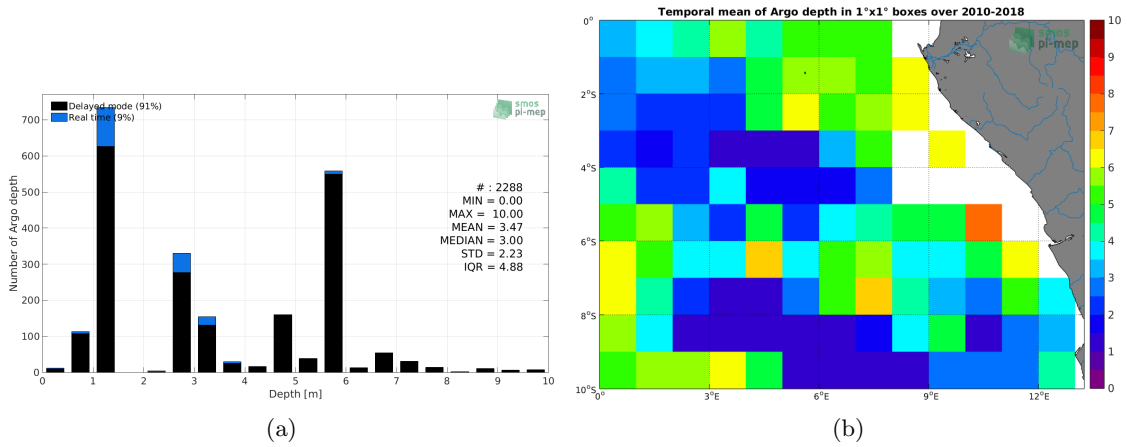 Delayed mode (91%)
Real time (9%)
smos
pi-mep
# : 2288
MIN = 0.00
MAX = 10.00
MEAN = 3.47
MEDIAN = 3.00
STD = 2.23
IQR = 4.88
Number of Argo depth
700
600
500
400
300
200
100
0
0 1 2 3 4 5 6 7 8 9 10
Depth [m]
(a)
Temporal mean of Argo depth in 1°x1° boxes over 2010-2018
smos
pi-mep
0°
2°S
4°S
6°S
8°S
10°S
0° 3°E 6°E 9°E 12°E
10
9
8
7
6
5
4
3
2
1
0
(b)